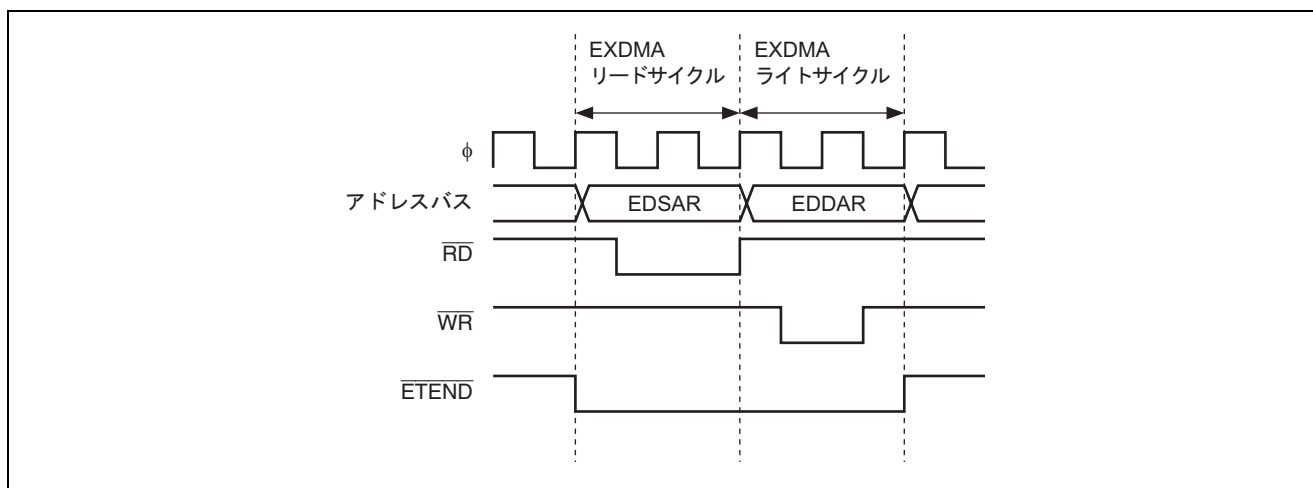 EXDMA
リードサイクル
EXDMA
ライトサイクル
φ
アドレスバス
EDSAR
EDDAR
RD
WR
ETEND